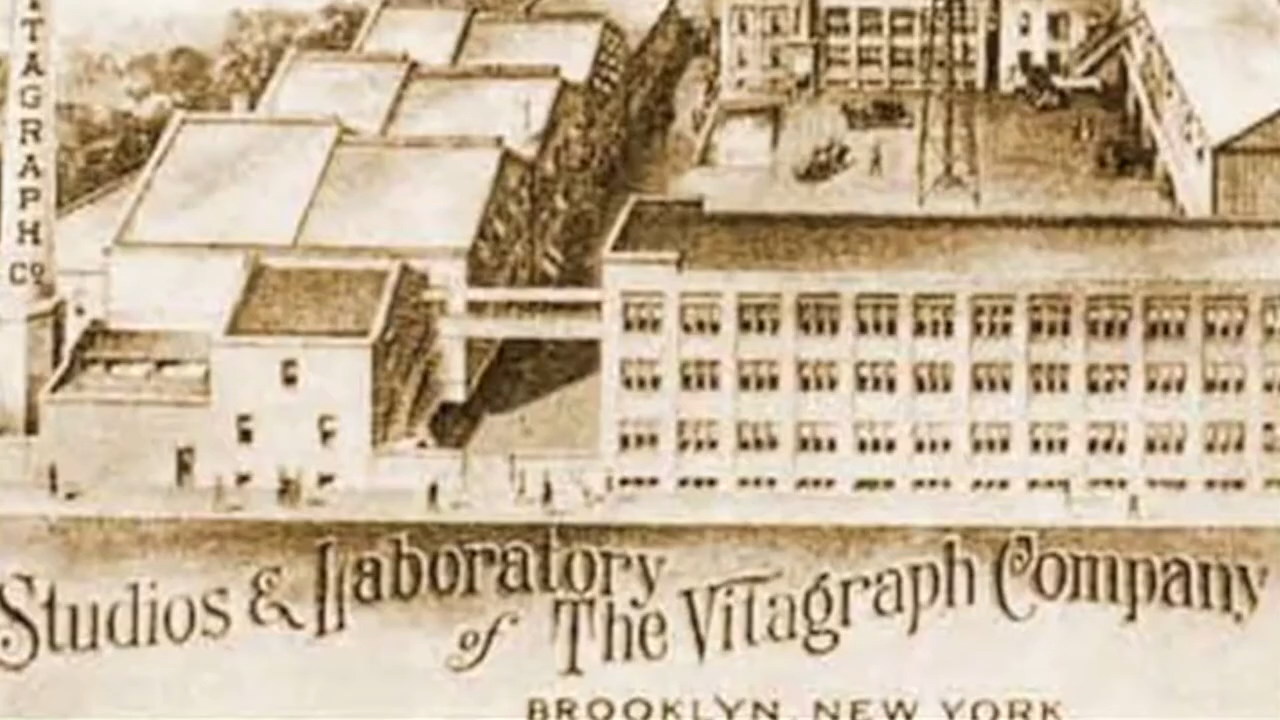 TAGRAPH
Co
Studios & Laboratory
of The Vitagraph Company
BROOKLYN, NEW YORK